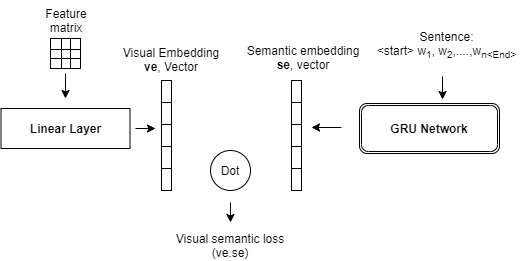 Feature
matrix
Visual Embedding
ve, Vector
Semantic embedding
se, vector
Sentence:
<start> w1, w2,....,wn<End>
Linear Layer
GRU Network
Dot
Visual semantic loss
(ve.se)